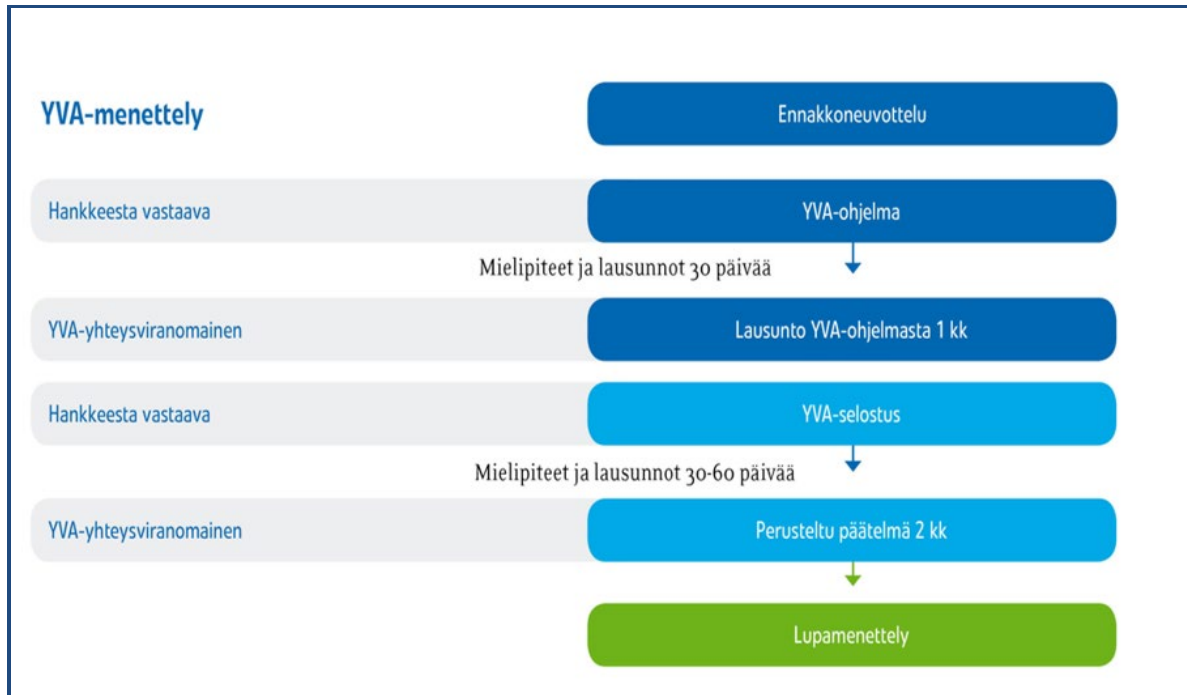 YVA-menettely
Ennakkoneuvottelu
Hankkeesta vastaava
YVA-ohjelma
Mielipiteet ja lausunnot 30 päivää
YVA-yhteysviranomainen
Lausunto YVA-ohjelmasta 1 kk
Hankkeesta vastaava
YVA-selostus
Mielipiteet ja lausunnot 30-60 päivää
YVA-yhteysviranomainen
Perusteltu päätelmä 2 kk
Lupamenettely